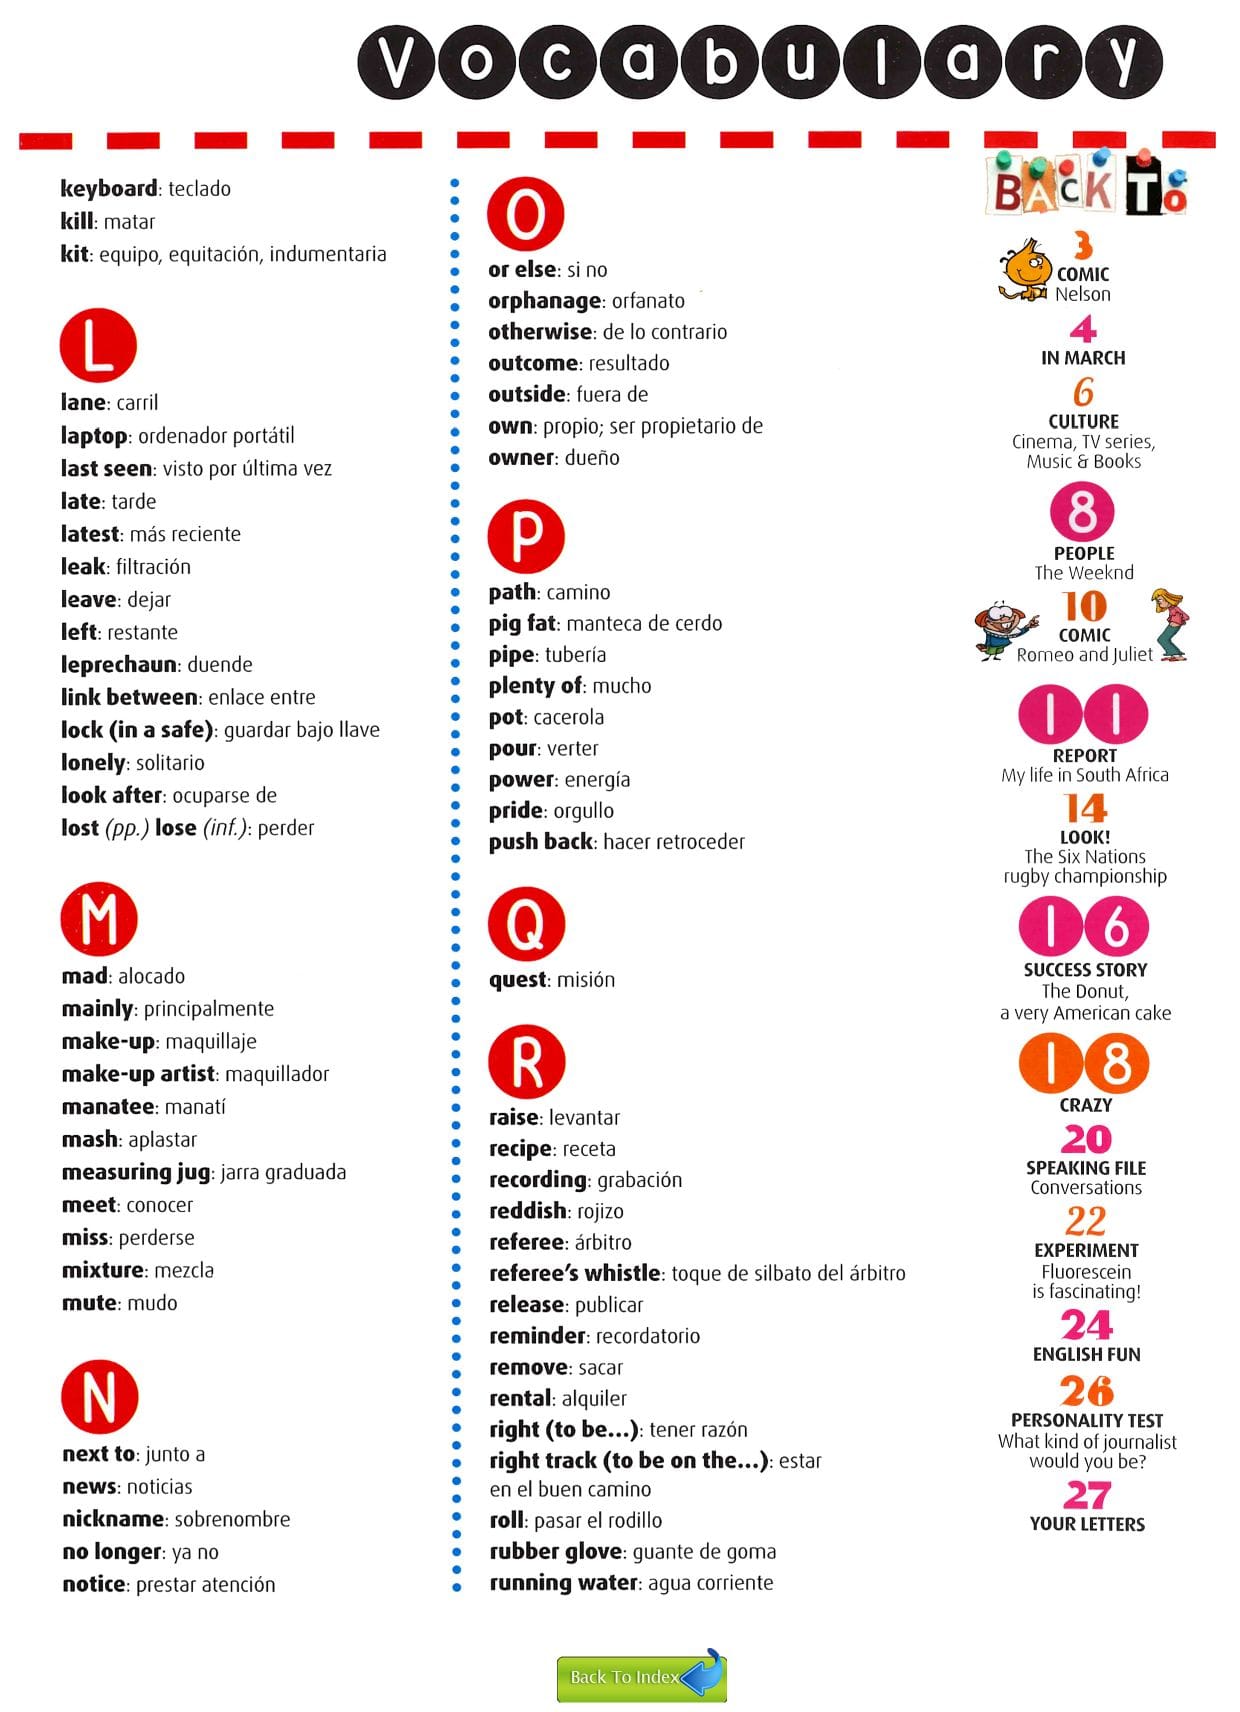 Vocabulary
keyboard: teclado
kill: matar
kit: equipo, equitación, indumentaria
L
lane: carril
laptop: ordenador portátil
last seen: visto por última vez
late: tarde
latest: más reciente
leak: filtración
leave: dejar
left: restante
leprechaun: duende
link between: enlace entre
lock (in a safe): guardar bajo llave
lonely: solitario
look after: ocuparse de
lost (pp.) lose (inf.): perder
M
mad: alocado
mainly: principalmente
make-up: maquillaje
make-up artist: maquillador
manatee: manatí
mash: aplastar
measuring jug: jarra graduada
meet: conocer
miss: perderse
mixture: mezcla
mute: mudo
N
next to: junto a
news: noticias
nickname: sobrenombre
no longer: ya no
notice: prestar atención
O
or else: si no
orphanage: orfanato
otherwise: de lo contrario
outcome: resultado
outside: fuera de
own: propio; ser propietario de
owner: dueño
P
path: camino
pig fat: manteca de cerdo
pipe: tubería
plenty of: mucho
pot: cacerola
pour: verter
power: energía
pride: orgullo
push back: hacer retroceder
Q
quest: misión
R
raise: levantar
recipe: receta
recording: grabación
reddish: rojizo
referee: árbitro
referee's whistle: toque de silbato del árbitro
release: publicar
reminder: recordatorio
remove: sacar
rental: alquiler
right (to be...): tener razón
right track (to be on the...): estar
en el buen camino
roll: pasar el rodillo
rubber glove: guante de goma
running water: agua corriente
BACK TO
3
COMIC
Nelson
4
IN MARCH
6
CULTURE
Cinema, TV series,
Music & Books
8
PEOPLE
The Weeknd
10
COMIC
Romeo and Juliet
11
REPORT
My life in South Africa
14
LOOK!
The Six Nations
rugby championship
16
SUCCESS STORY
The Donut,
a very American cake
18
CRAZY
20
SPEAKING FILE
Conversations
22
EXPERIMENT
Fluorescein
is fascinating!
24
ENGLISH FUN
26
PERSONALITY TEST
What kind of journalist
would you be?
27
YOUR LETTERS
Back To Index